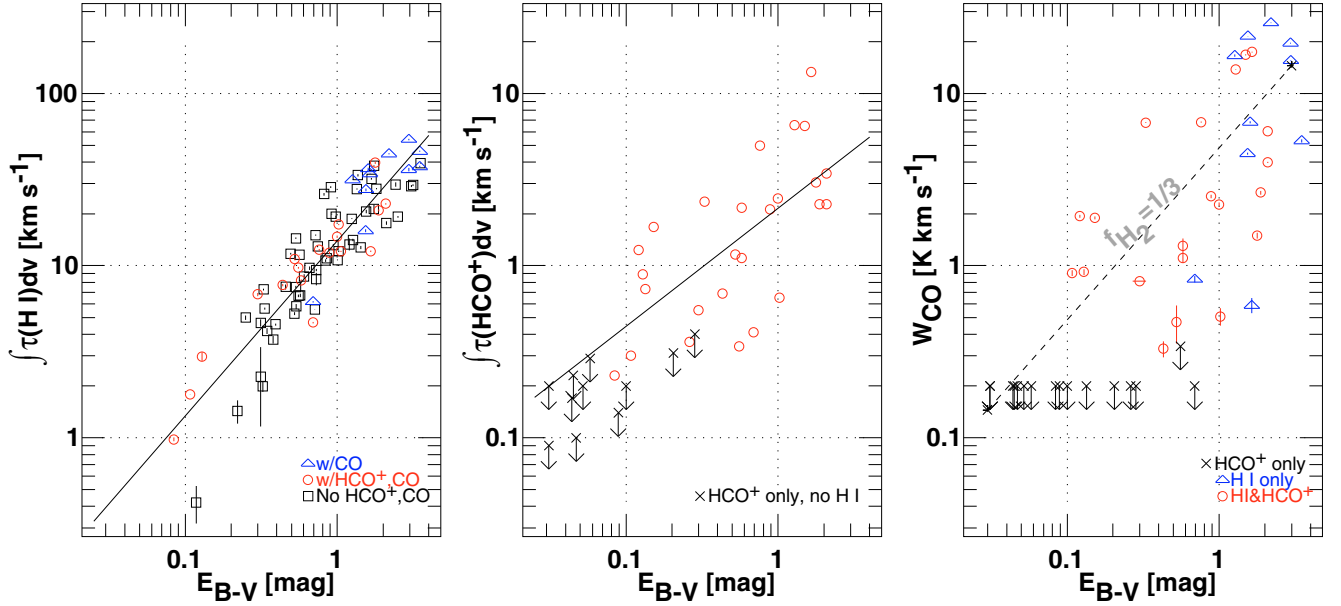 ∫τ(H I)dv [km s⁻¹]
100
10
1
0.1
1
E_B-V [mag]
w/CO
w/HCO⁺,CO
No HCO⁺,CO
∫τ(HCO⁺)dv [km s⁻¹]
10
1
0.1
0.1
1
E_B-V [mag]
HCO⁺ only, no H I
W_CO [K km s⁻¹]
10
1
0.1
0.1
1
E_B-V [mag]
f_H₂=1/3
HCO⁺ only
H I only
HI&HCO⁺